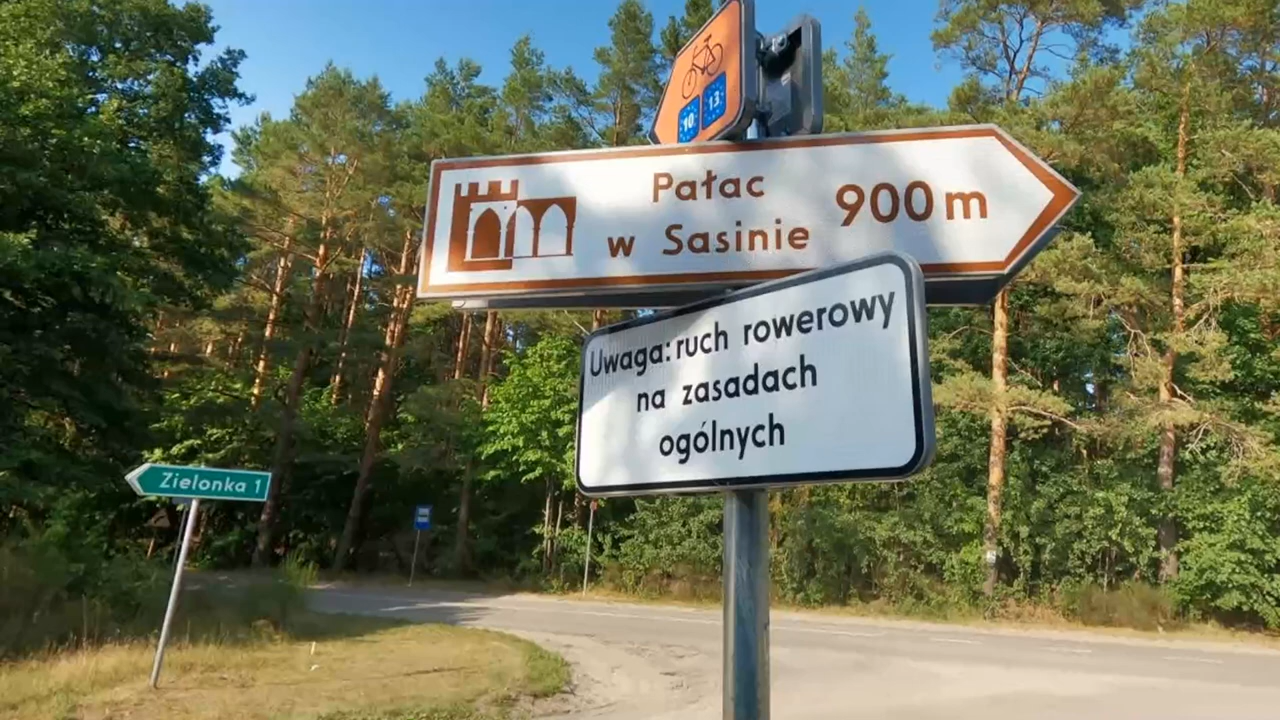 10 13
Pałac
w Sasinie
900 m
Uwaga: ruch rowerowy
na zasadach
ogólnych
Zielonka 1